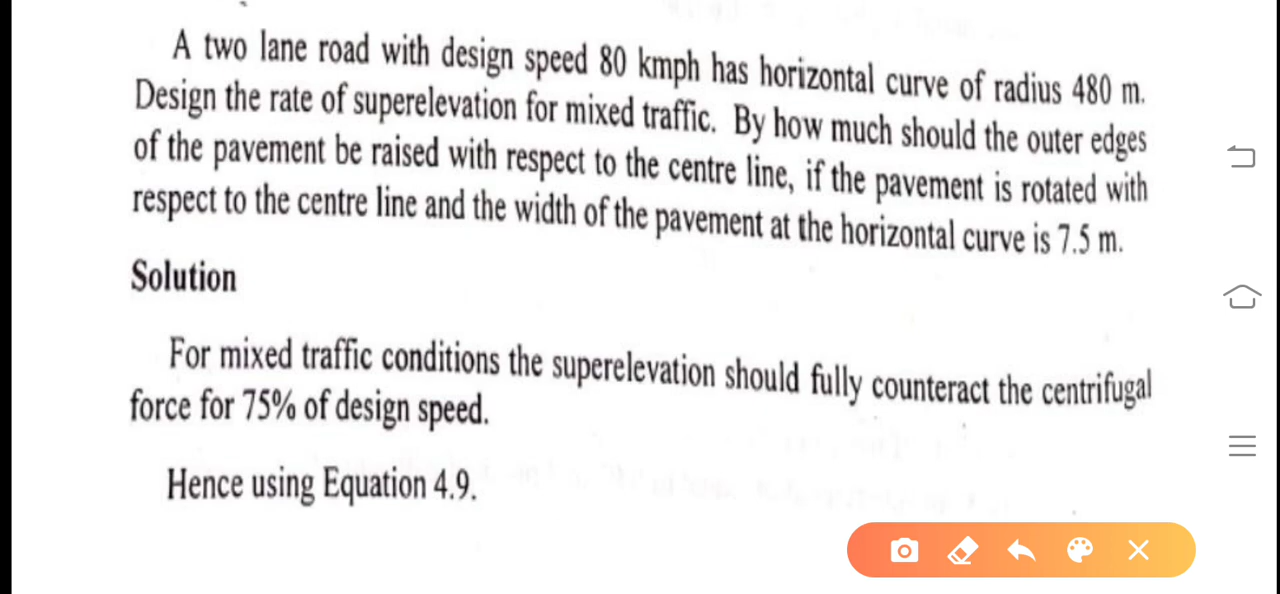 A two lane road with design speed 80 kmph has horizontal curve of radius 480 m.
Design the rate of superelevation for mixed traffic. By how much should the outer edges
of the pavement be raised with respect to the centre line, if the pavement is rotated with
respect to the centre line and the width of the pavement at the horizontal curve is 7.5 m.
Solution
For mixed traffic conditions the superelevation should fully counteract the centrifugal
force for 75% of design speed.
Hence using Equation 4.9.